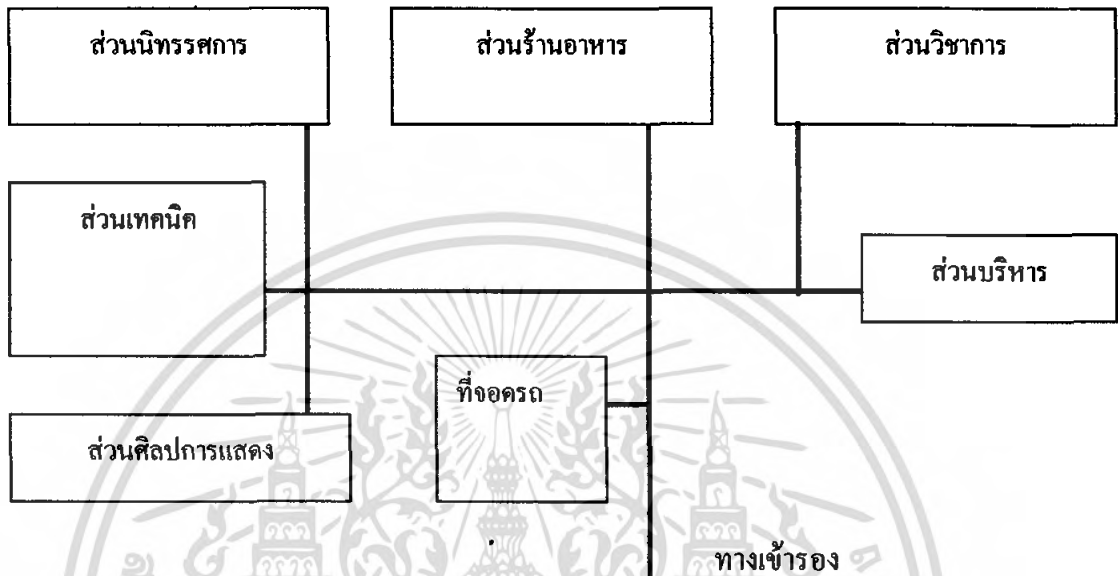 ส่วนนิทรรศการ
ส่วนร้านอาหาร
ส่วนวิชาการ
ส่วนเทคนิค
ส่วนบริหาร
ที่จอดรถ
ส่วนศิลปการแสดง
ทางเข้ารอง